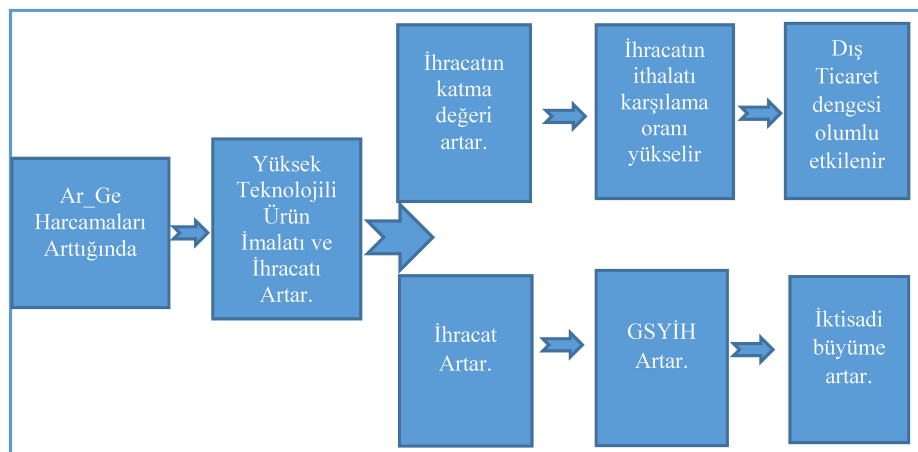 Ar_Ge
Harcamaları
Arttığında
Yüksek
Teknolojili
Ürün
İmalatı ve
İhracatı
Artar.
İhracatın
katma
değeri
artar.
İhracatın
ithalatı
karşılama
oranı
yükselir
Dış
Ticaret
dengesi
olumlu
etkilenir
İhracat
Artar.
GSYİH
Artar.
İktisadi
büyüme
artar.